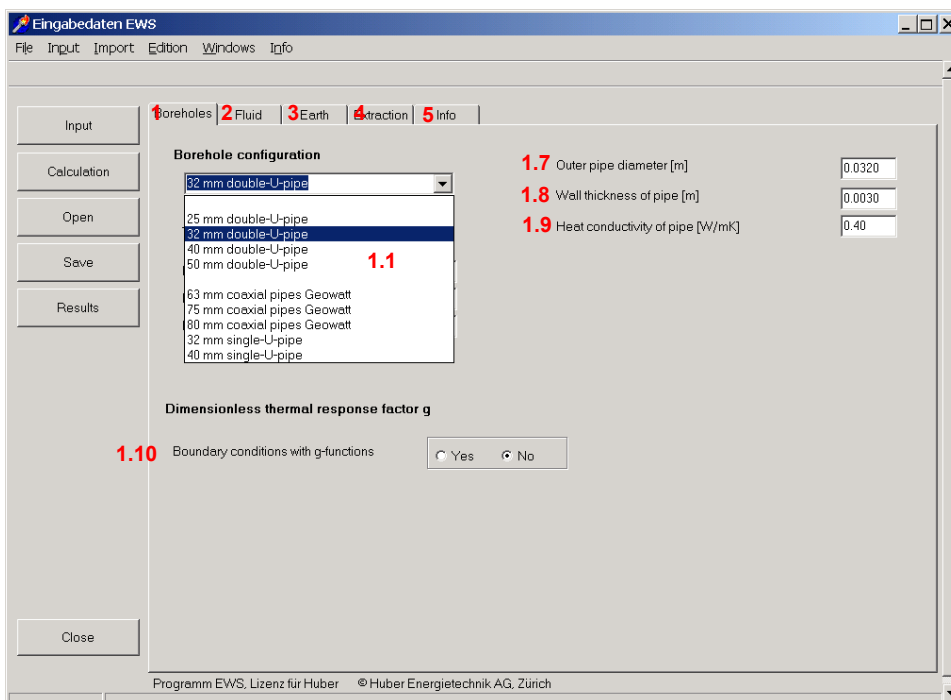 Eingabedaten EWS
File Input Import Edition Windows Info
1 Boreholes 2 Fluid 3 Earth 4 Extraction 5 Info
Input
Calculation
Open
Save
Results
Borehole configuration
32 mm double-U-pipe
25 mm double-U-pipe
32 mm double-U-pipe
40 mm double-U-pipe
50 mm double-U-pipe
1.1
63 mm coaxial pipes Geowatt
75 mm coaxial pipes Geowatt
80 mm coaxial pipes Geowatt
32 mm single-U-pipe
40 mm single-U-pipe
1.7 Outer pipe diameter [m] 0.0320
1.8 Wall thickness of pipe [m] 0.0030
1.9 Heat conductivity of pipe [W/mK] 0.40
Dimensionless thermal response factor g
1.10 Boundary conditions with g-functions Yes No
Close
Programm EWS, Lizenz für Huber © Huber Energietechnik AG, Zürich